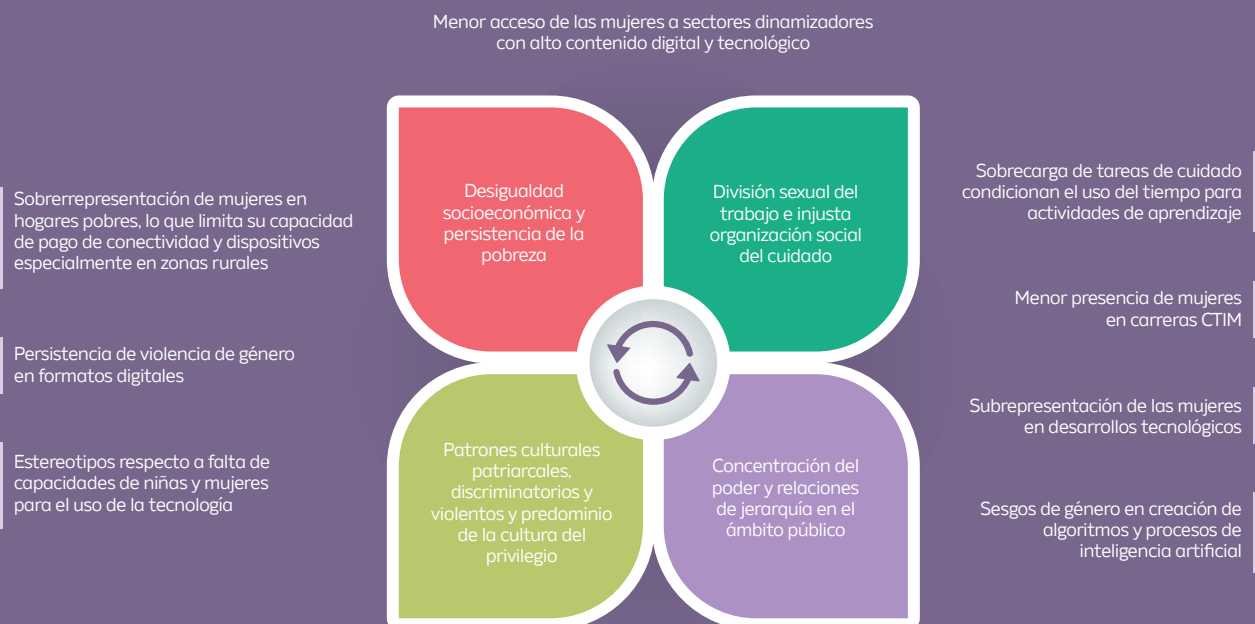 Menor acceso de las mujeres a sectores dinamizadores
con alto contenido digital y tecnológico
Sobrerrepresentación de mujeres en
hogares pobres, lo que limita su capacidad
de pago de conectividad y dispositivos
especialmente en zonas rurales
Persistencia de violencia de género
en formatos digitales
Estereotipos respecto a falta de
capacidades de niñas y mujeres
para el uso de la tecnología
Desigualdad
socioeconómica y
persistencia de la
pobreza
División sexual del
trabajo e injusta
organización social
del cuidado
Patrones culturales
patriarcales,
discriminatorios y
violentos y predominio
de la cultura del
privilegio
Concentración del
poder y relaciones
de jerarquía en el
ámbito público
Sobrecarga de tareas de cuidado
condicionan el uso del tiempo para
actividades de aprendizaje
Menor presencia de mujeres
en carreras CTIM
Subrepresentación de las mujeres
en desarrollos tecnológicos
Sesgos de género en creación de
algoritmos y procesos de
inteligencia artificial